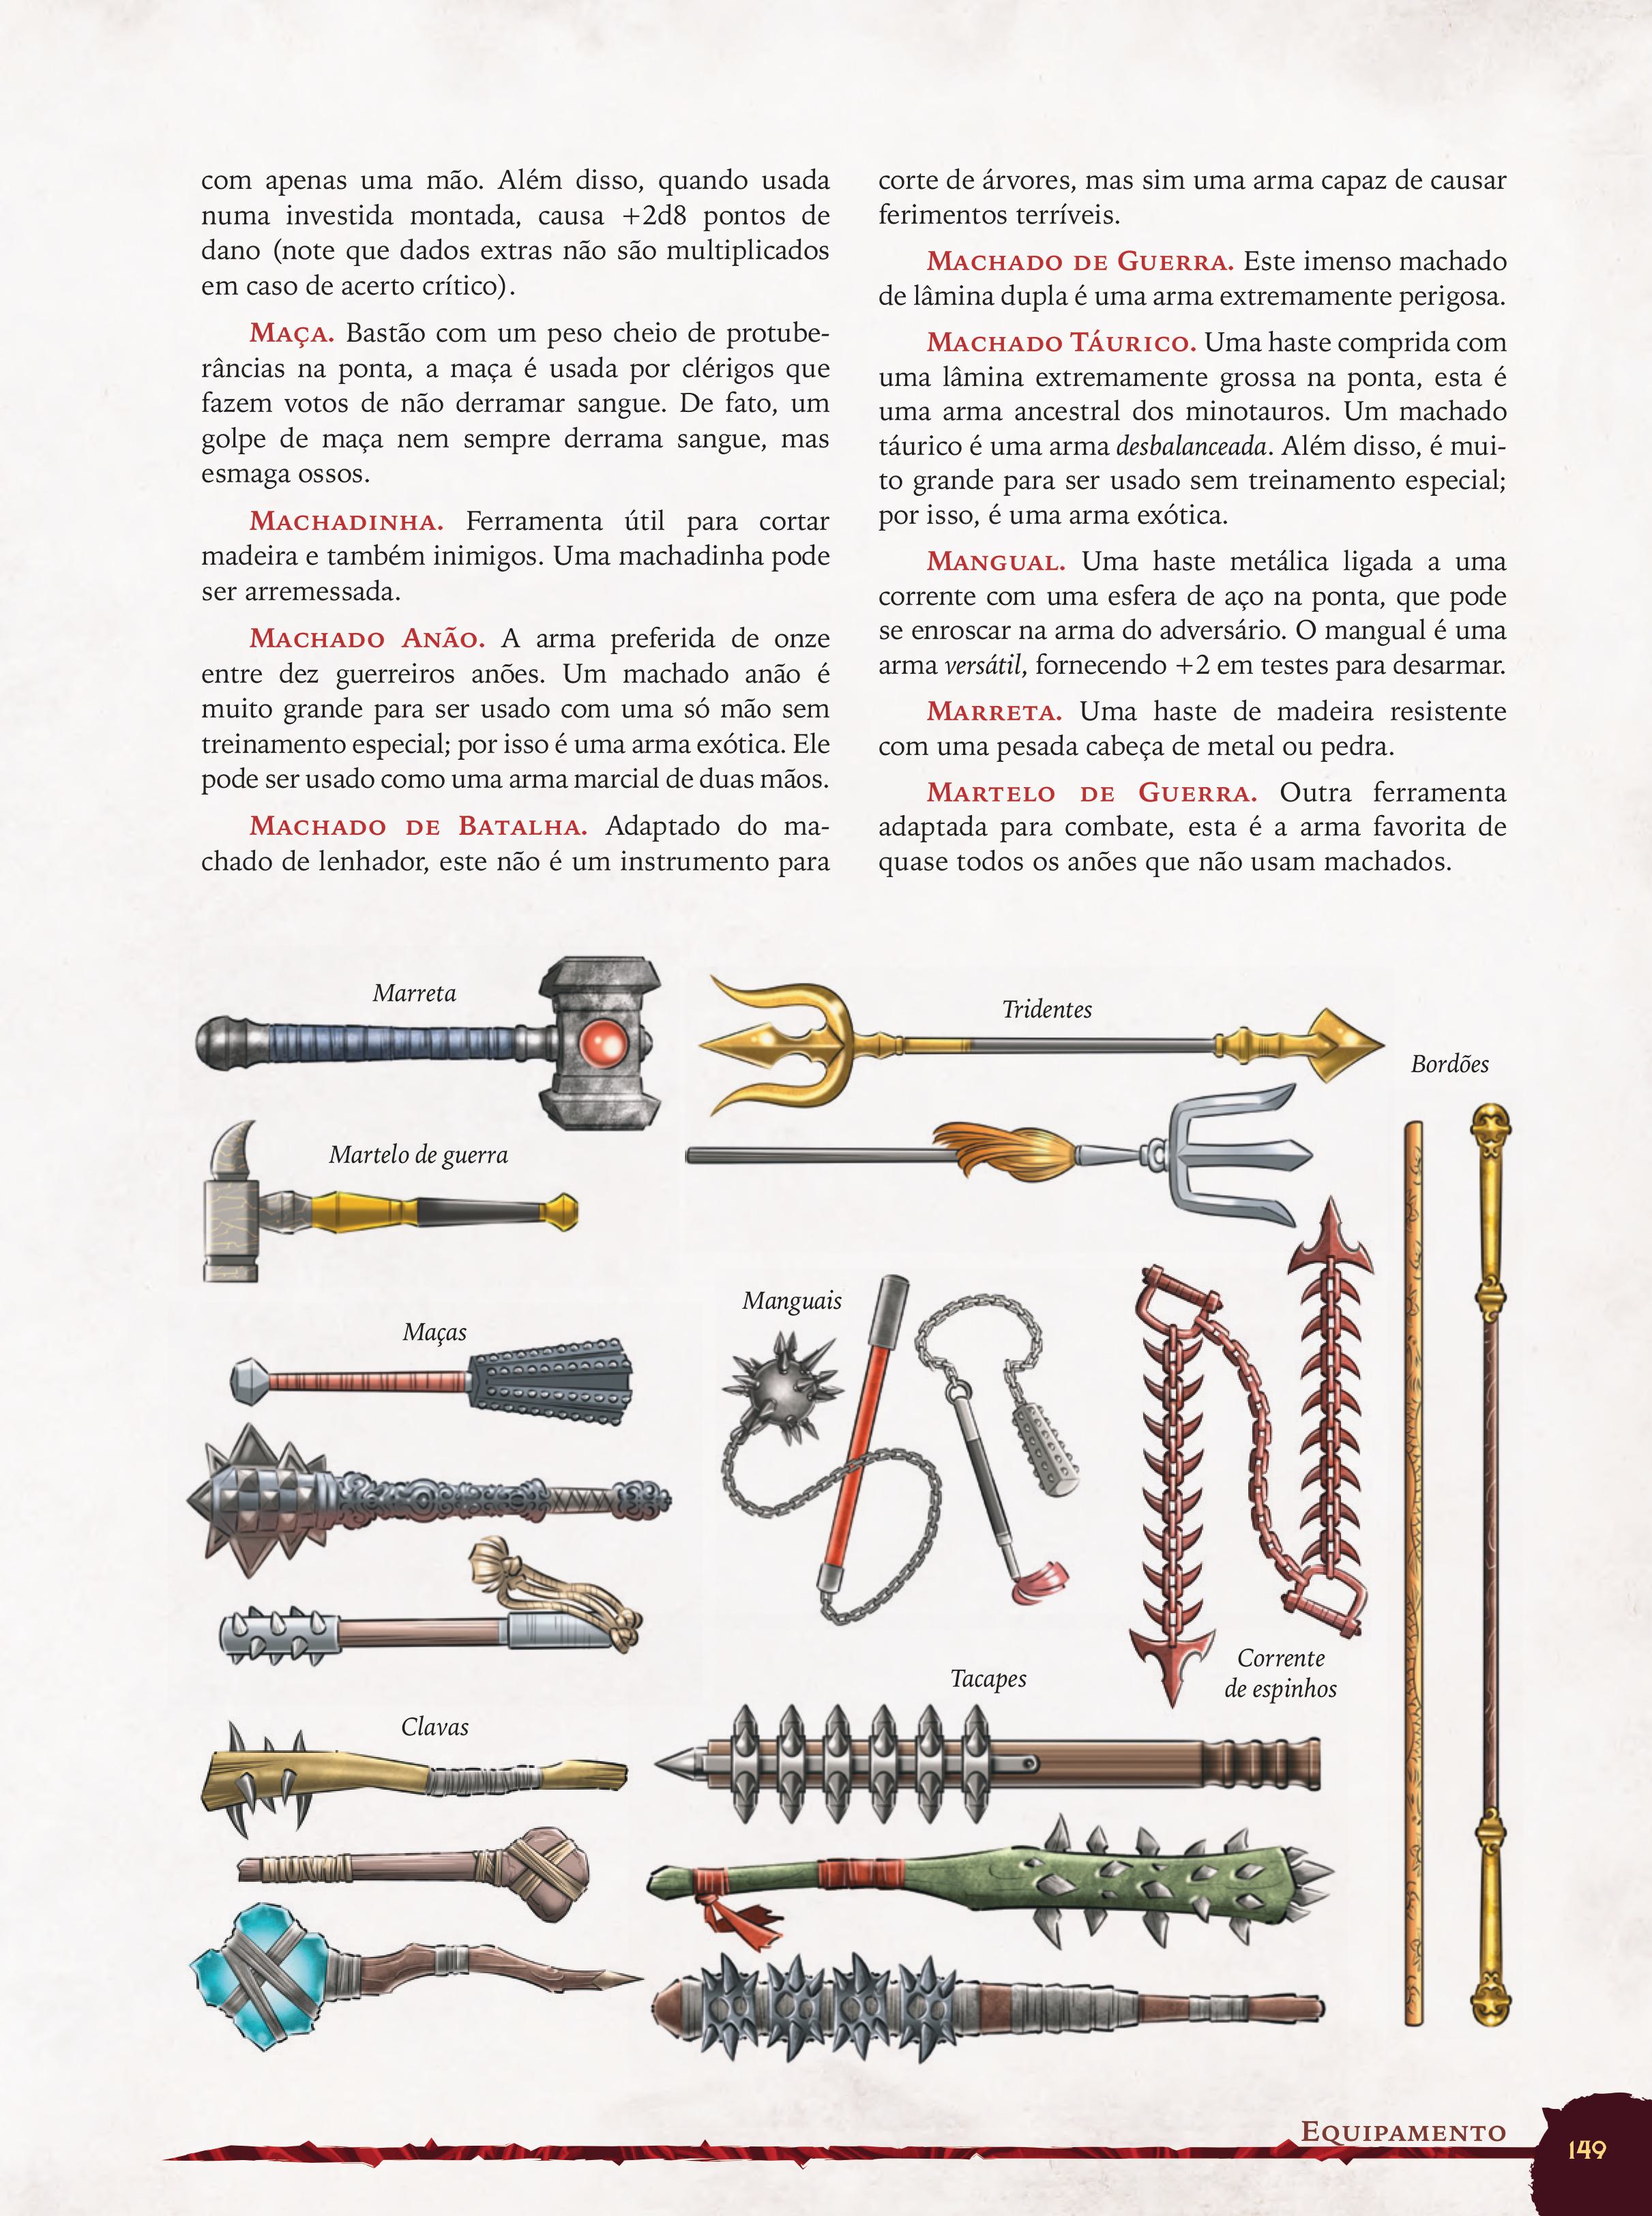 com apenas uma mão. Além disso, quando usada
numa investida montada, causa +2d8 pontos de
dano (note que dados extras não são multiplicados
em caso de acerto crítico).
Maça. Bastão com um peso cheio de protube-
râncias na ponta, a maça é usada por clérigos que
fazem votos de não derramar sangue. De fato, um
golpe de maça nem sempre derrama sangue, mas
esmaga ossos.
Machadinha. Ferramenta útil para cortar
madeira e também inimigos. Uma machadinha pode
ser arremessada.
Machado Anão. A arma preferida de onze
entre dez guerreiros anões. Um machado anão é
muito grande para ser usado com uma só mão sem
treinamento especial; por isso é uma arma exótica. Ele
pode ser usado como uma arma marcial de duas mãos.
Machado de Batalha. Adaptado do ma-
chado de lenhador, este não é um instrumento para
corte de árvores, mas sim uma arma capaz de causar
ferimentos terríveis.
Machado de Guerra. Este imenso machado
de lâmina dupla é uma arma extremamente perigosa.
Machado Táurico. Uma haste comprida com
uma lâmina extremamente grossa na ponta, esta é
uma arma ancestral dos minotauros. Um machado
táurico é uma arma desbalanceada. Além disso, é mui-
to grande para ser usado sem treinamento especial;
por isso, é uma arma exótica.
Mangual. Uma haste metálica ligada a uma
corrente com uma esfera de aço na ponta, que pode
se enroscar na arma do adversário. O mangual é uma
arma versátil, fornecendo +2 em testes para desarmar.
Marreta. Uma haste de madeira resistente
com uma pesada cabeça de metal ou pedra.
Martelo de Guerra. Outra ferramenta
adaptada para combate, esta é a arma favorita de
quase todos os anões que não usam machados.
Marreta
Tridentes
Bordões
Martelo de guerra
Manguais
Maças
Corrente
de espinhos
Tacapes
Clavas
Equipamento
149